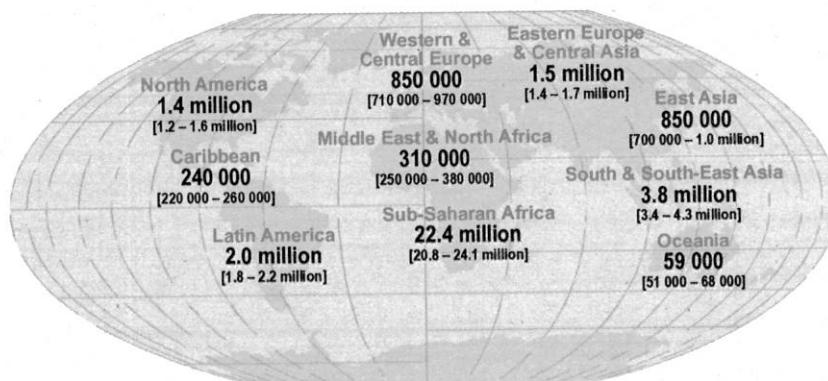 Western &
Central Europe
850 000
[710 000 – 970 000]
Eastern Europe
& Central Asia
1.5 million
[1.4 – 1.7 million]
North America
1.4 million
[1.2 – 1.6 million]
East Asia
850 000
[700 000 – 1.0 million]
Middle East & North Africa
310 000
[250 000 – 380 000]
Caribbean
240 000
[220 000 – 260 000]
South & South-East Asia
3.8 million
[3.4 – 4.3 million]
Sub-Saharan Africa
22.4 million
[20.8 – 24.1 million]
Latin America
2.0 million
[1.8 – 2.2 million]
Oceania
59 000
[51 000 – 68 000]